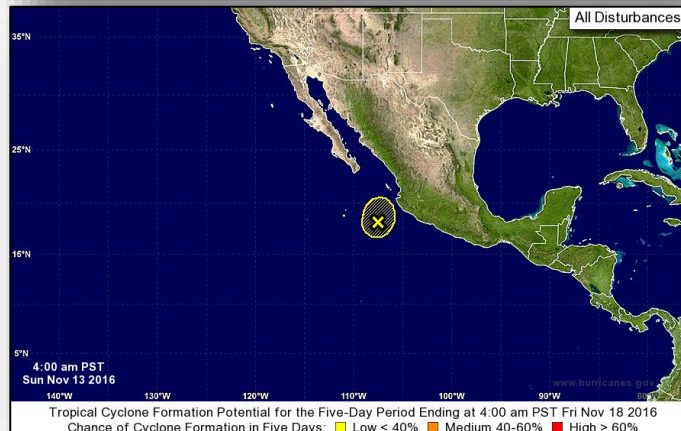 All Disturbances
35°N
25°N
15°N
5°N
4:00 am PST
Sun Nov 13 2016
www.hurricanes.gov
140°W 130°W 120°W 110°W 100°W 90°W 80°
Tropical Cyclone Formation Potential for the Five-Day Period Ending at 4:00 am PST Fri Nov 18 2016
Chance of Cyclone Formation in Five Days: Low < 40% Medium 40-60% High > 60%